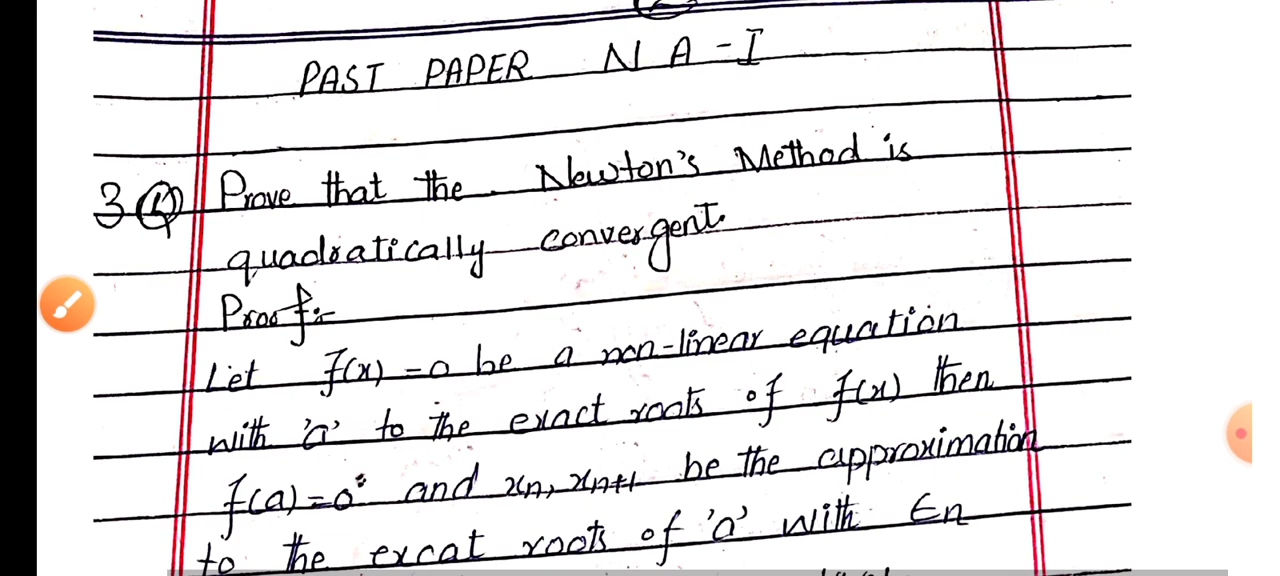 PAST PAPER N A - I
3 Q Prove that the Newton's Method is
quadratically convergent.
Proof:-
Let f(x) = 0 be a non-linear equation
with 'a' to the exact roots of f(x) then
f(a) = 0 and xn, xn+1 be the approximation
to the excat roots of 'a' with ∈n